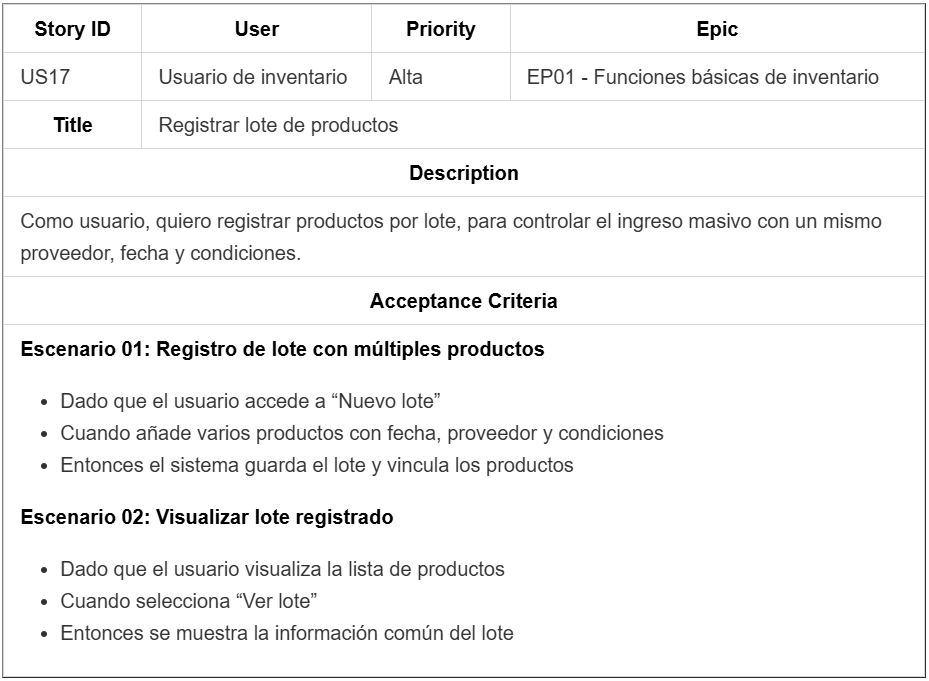 Story ID User Priority Epic
US17 Usuario de inventario Alta EP01 - Funciones básicas de inventario
Title Registrar lote de productos
Description
Como usuario, quiero registrar productos por lote, para controlar el ingreso masivo con un mismo
proveedor, fecha y condiciones.
Acceptance Criteria
Escenario 01: Registro de lote con múltiples productos
• Dado que el usuario accede a “Nuevo lote”
• Cuando añade varios productos con fecha, proveedor y condiciones
• Entonces el sistema guarda el lote y vincula los productos
Escenario 02: Visualizar lote registrado
• Dado que el usuario visualiza la lista de productos
• Cuando selecciona “Ver lote”
• Entonces se muestra la información común del lote